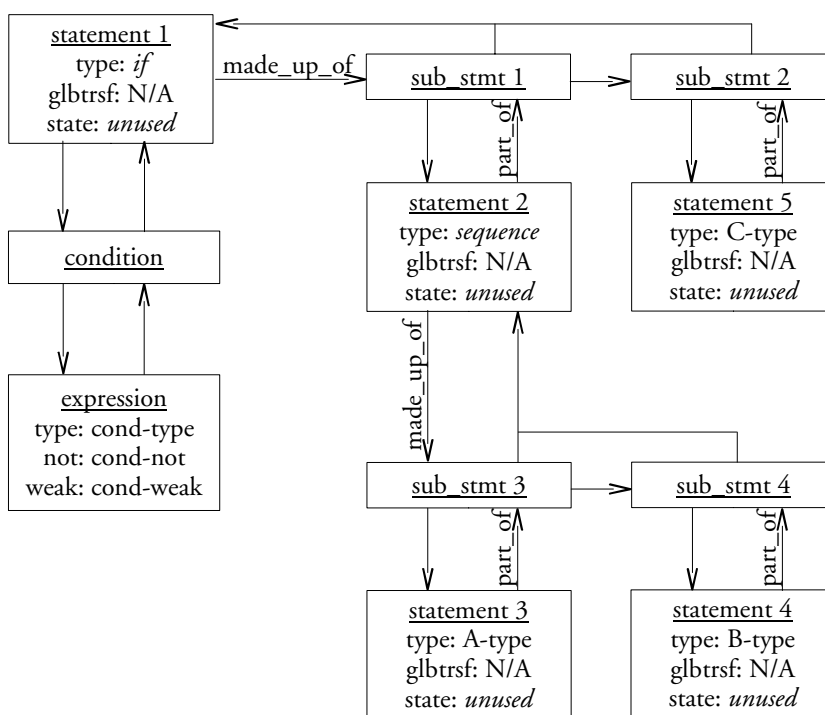 statement 1
type: if
glbtrsf: N/A
state: unused
made_up_of
sub_stmt 1
sub_stmt 2
part_of
part_of
condition
statement 2
type: sequence
glbtrsf: N/A
state: unused
statement 5
type: C-type
glbtrsf: N/A
state: unused
expression
type: cond-type
not: cond-not
weak: cond-weak
made_up_of
sub_stmt 3
sub_stmt 4
part_of
part_of
statement 3
type: A-type
glbtrsf: N/A
state: unused
statement 4
type: B-type
glbtrsf: N/A
state: unused